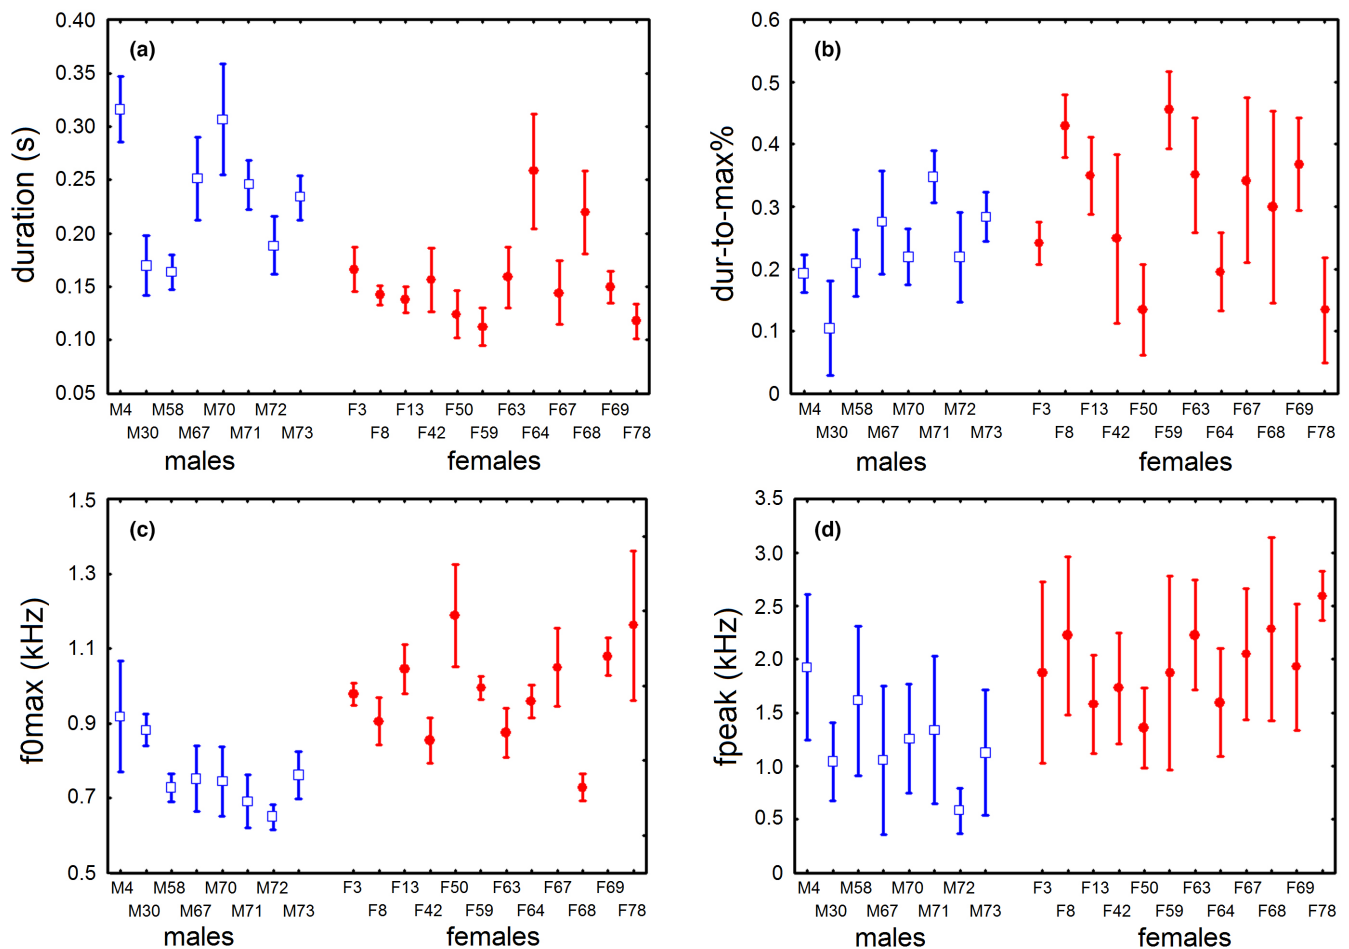 (a)
duration (s)
0.40
0.35
0.30
0.25
0.20
0.15
0.10
0.05
M4 M58 M70 M72 F3 F13 F50 F63 F67 F69
M30 M67 M71 M73 F8 F42 F59 F64 F68 F78
males females
(b)
dur-to-max%
0.6
0.5
0.4
0.3
0.2
0.1
0
M4 M58 M70 M72 F3 F13 F50 F63 F67 F69
M30 M67 M71 M73 F8 F42 F59 F64 F68 F78
males females
(c)
f0max (kHz)
1.5
1.3
1.1
0.9
0.7
0.5
M4 M58 M70 M72 F3 F13 F50 F63 F67 F69
M30 M67 M71 M73 F8 F42 F59 F64 F68 F78
males females
(d)
fpeak (kHz)
3.5
3.0
2.5
2.0
1.5
1.0
0.5
0
M4 M58 M70 M72 F3 F13 F50 F63 F67 F69
M30 M67 M71 M73 F8 F42 F59 F64 F68 F78
males females